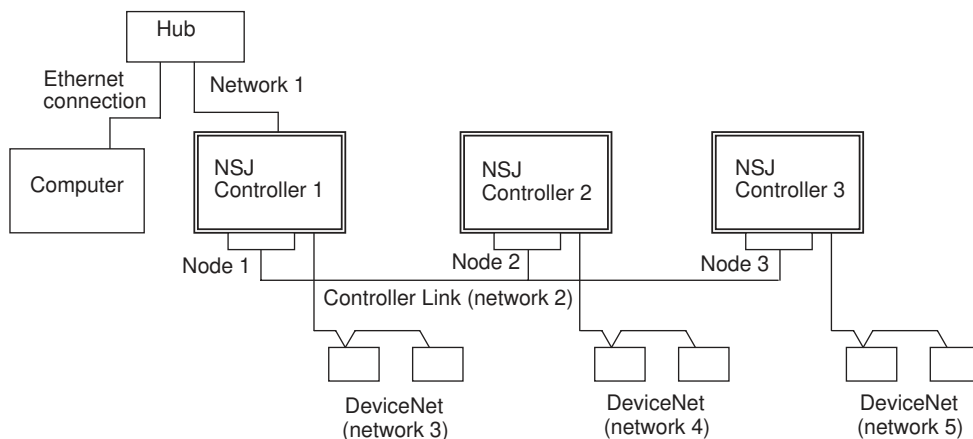 Hub
Ethernet
connection
Network 1
Computer
NSJ
Controller 1
NSJ
Controller 2
NSJ
Controller 3
Node 1
Node 2
Node 3
Controller Link (network 2)
DeviceNet
(network 3)
DeviceNet
(network 4)
DeviceNet
(network 5)